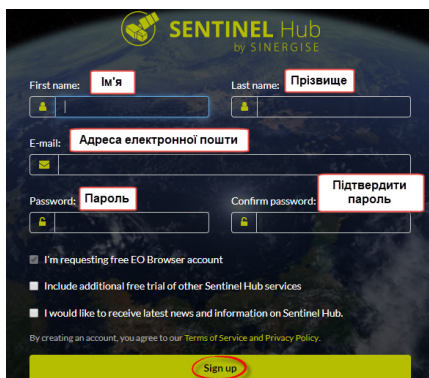 SENTINEL Hub
by SINERGISE
First name: Ім'я
Last name: Прізвище
E-mail: Адреса електронної пошти
Password: Пароль
Confirm password: Підтвердити пароль
I'm requesting free EO Browser account
Include additional free trial of other Sentinel Hub services
I would like to receive latest news and information on Sentinel Hub.
By creating an account, you agree to our Terms of Service and Privacy Policy.
Sign up